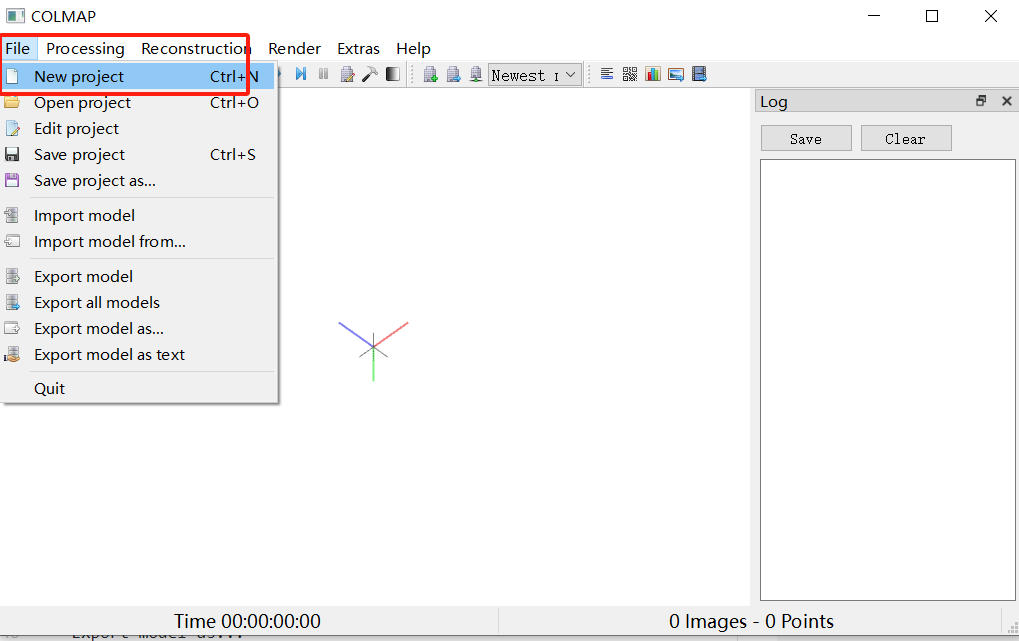 COLMAP
File Processing Reconstruction Render Extras Help
New project Ctrl+N
Newest
Open project Ctrl+O
Edit project
Save project Ctrl+S
Save project as...
Import model
Import model from...
Export model
Export all models
Export model as...
Export model as text
Quit
Log
Save Clear
Time 00:00:00:00
0 Images - 0 Points